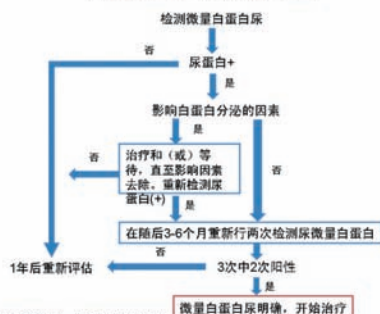 检测微量白蛋白尿
否
尿蛋白+
是
影响白蛋白分泌的因素
是
否
治疗和（或）等
待，直至影响因素
去除。重新检测尿
蛋白(+)
否
是
在随后3-6个月重新行两次检测尿微量白蛋白
否
1年后重新评估
3次中2次阳性
是
微量白蛋白尿明确，开始治疗